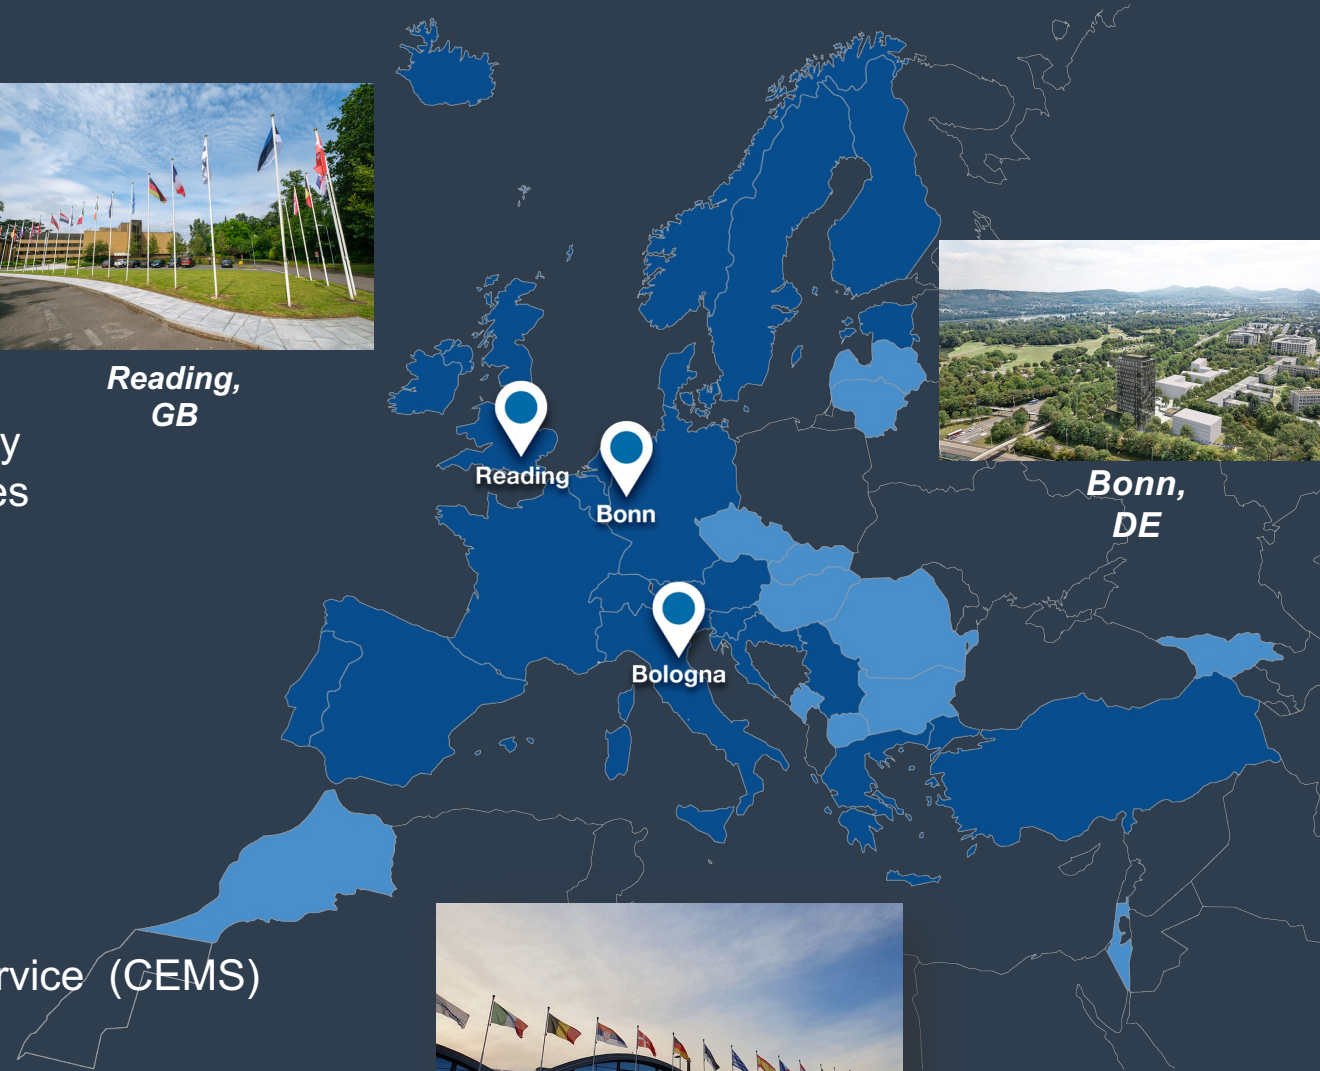 Reading,
GB
y
es
Reading
Bonn
Bonn,
DE
Bologna
rvice (CEMS)